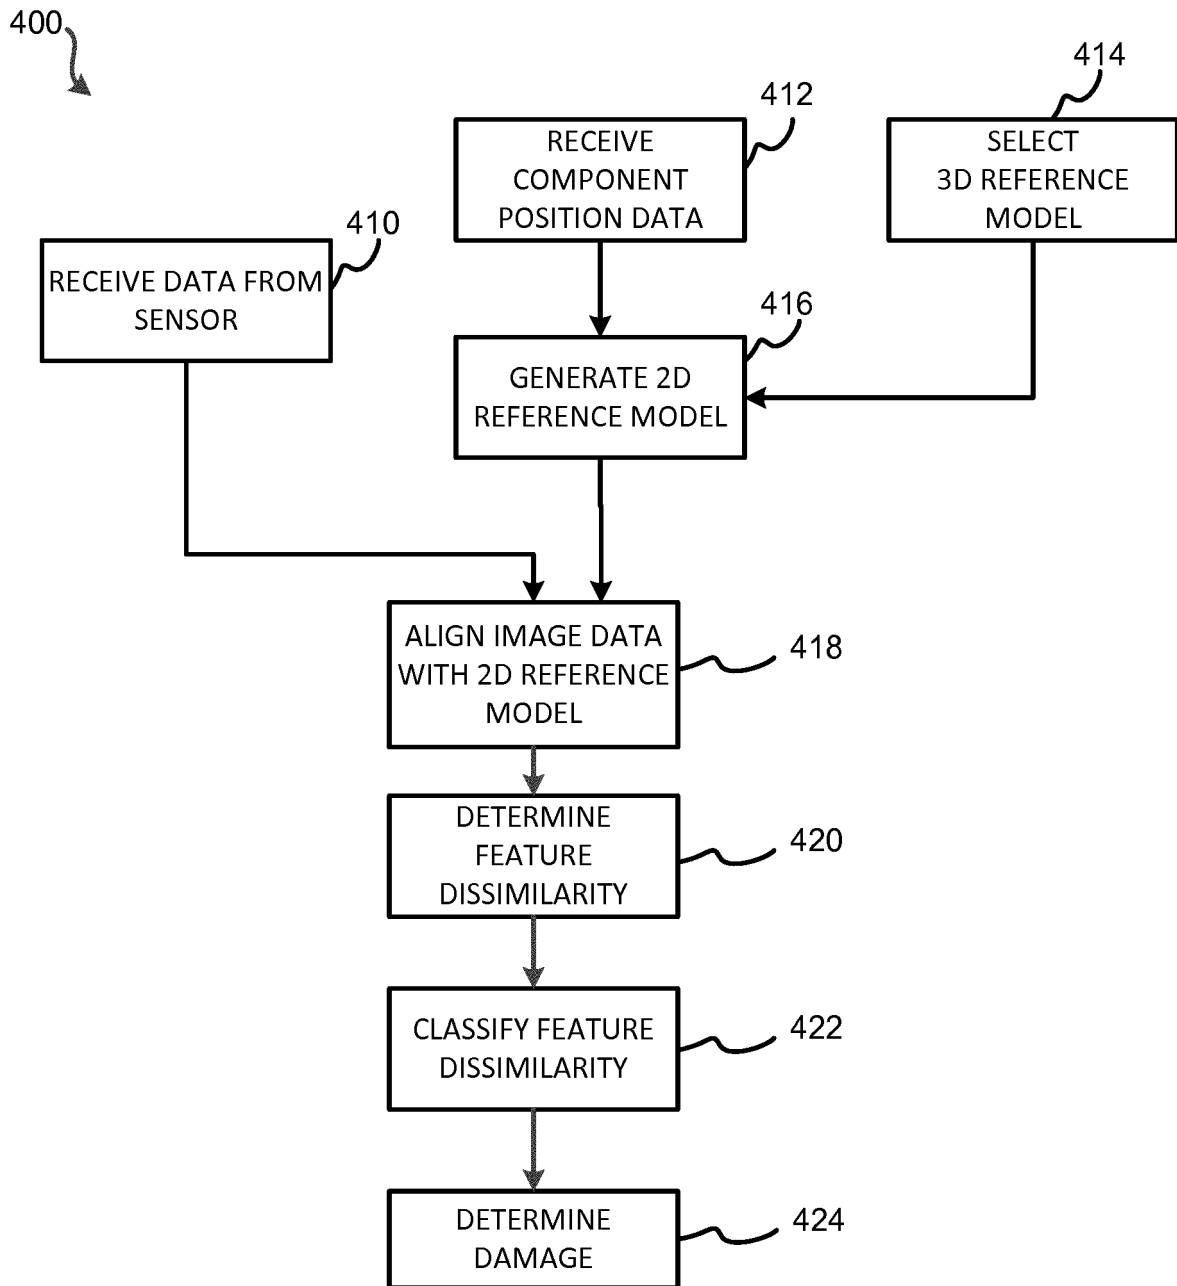 400
412
RECEIVE
COMPONENT
POSITION DATA
414
SELECT
3D REFERENCE
MODEL
410
RECEIVE DATA FROM
SENSOR
416
GENERATE 2D
REFERENCE MODEL
ALIGN IMAGE DATA
WITH 2D REFERENCE
MODEL
418
DETERMINE
FEATURE
DISSIMILARITY
420
CLASSIFY FEATURE
DISSIMILARITY
422
DETERMINE
DAMAGE
424